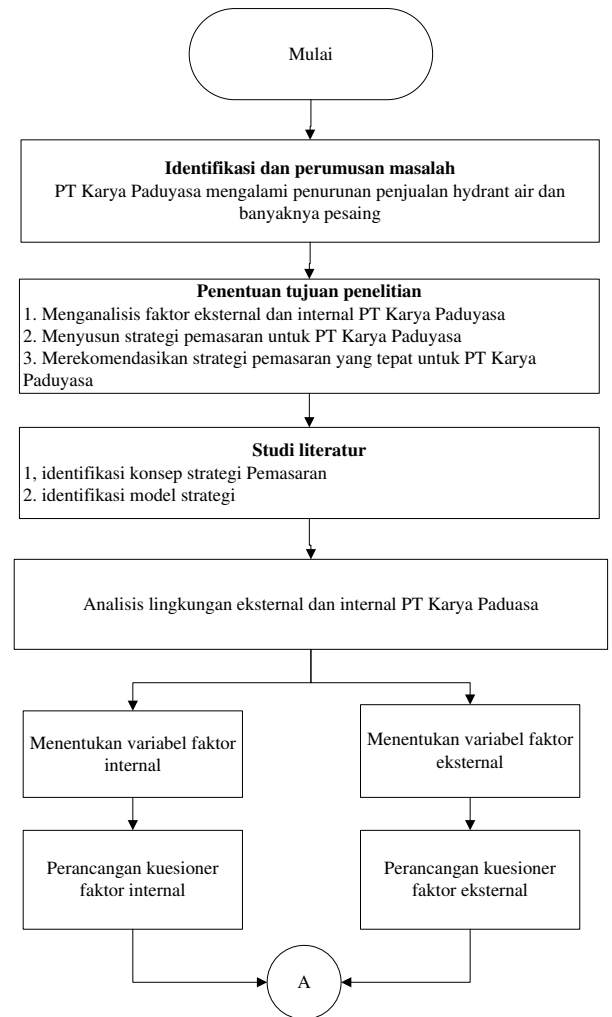 Mulai
Identifikasi dan perumusan masalah
PT Karya Paduyasa mengalami penurunan penjualan hydrant air dan
banyaknya pesaing
Penentuan tujuan penelitian
1. Menganalisis faktor eksternal dan internal PT Karya Paduyasa
2. Menyusun strategi pemasaran untuk PT Karya Paduyasa
3. Merekomendasikan strategi pemasaran yang tepat untuk PT Karya
Paduyasa
Studi literatur
1, identifikasi konsep strategi Pemasaran
2. identifikasi model strategi
Analisis lingkungan eksternal dan internal PT Karya Paduasa
Menentukan variabel faktor
internal
Menentukan variabel faktor
eksternal
Perancangan kuesioner
faktor internal
Perancangan kuesioner
faktor eksternal
A